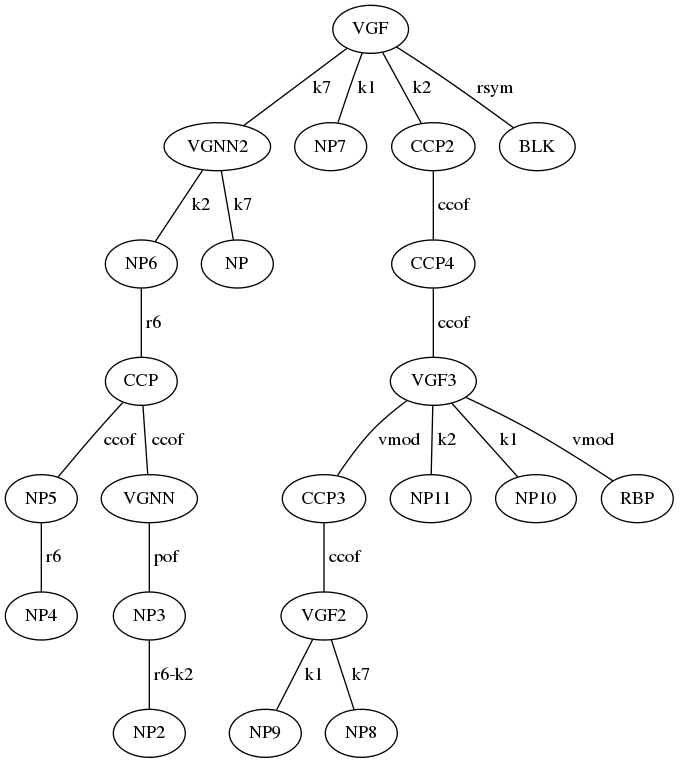 VGF
k7 k1 k2 rsym
VGNN2 NP7 CCP2 BLK
k2 k7 ccof
NP6 NP CCP4
r6 ccof
CCP VGF3
ccof ccof vmod k2 k1 vmod
NP5 VGNN CCP3 NP11 NP10 RBP
r6 pof ccof
NP4 NP3 VGF2
r6-k2 k1 k7
NP2 NP9 NP8